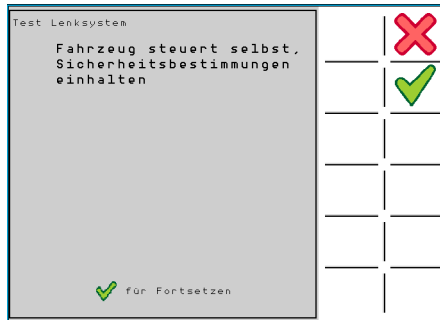 Test Lenksystem
Fahrzeug steuert selbst,
Sicherheitsbestimmungen
einhalten
für Fortsetzen